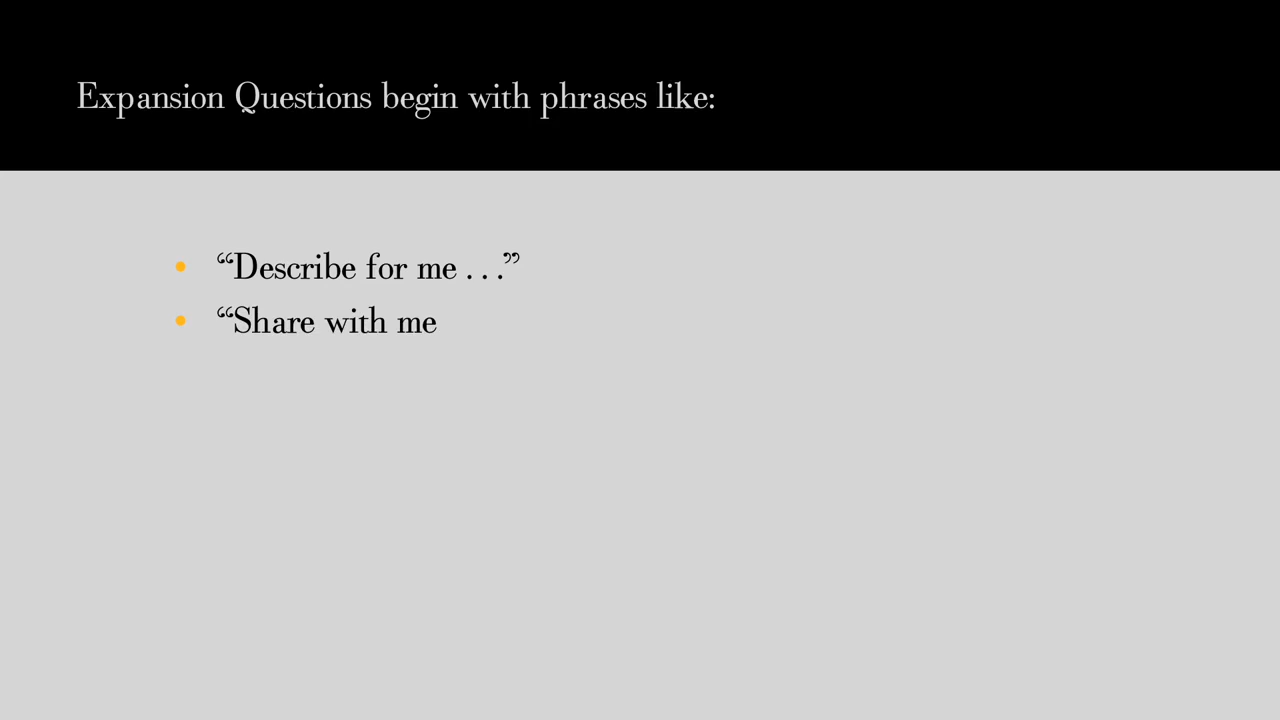 Expansion Questions begin with phrases like:
• “Describe for me . . .”
• “Share with me